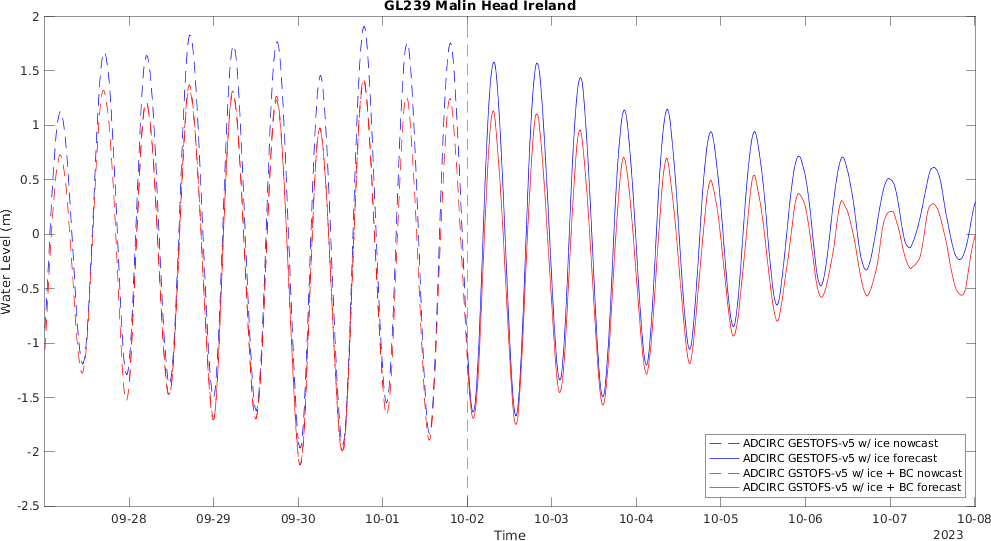 GL239 Malin Head Ireland
2
1.5
1
0.5
0
-0.5
-1
-1.5
-2
-2.5
Water Level (m)
ADCIRC GESTOFS-v5 w/ ice nowcast
ADCIRC GESTOFS-v5 w/ ice forecast
ADCIRC GSTOFS-v5 w/ ice + BC nowcast
ADCIRC GSTOFS-v5 w/ ice + BC forecast
09-28 09-29 09-30 10-01 10-02 10-03 10-04 10-05 10-06 10-07 10-08
Time
2023